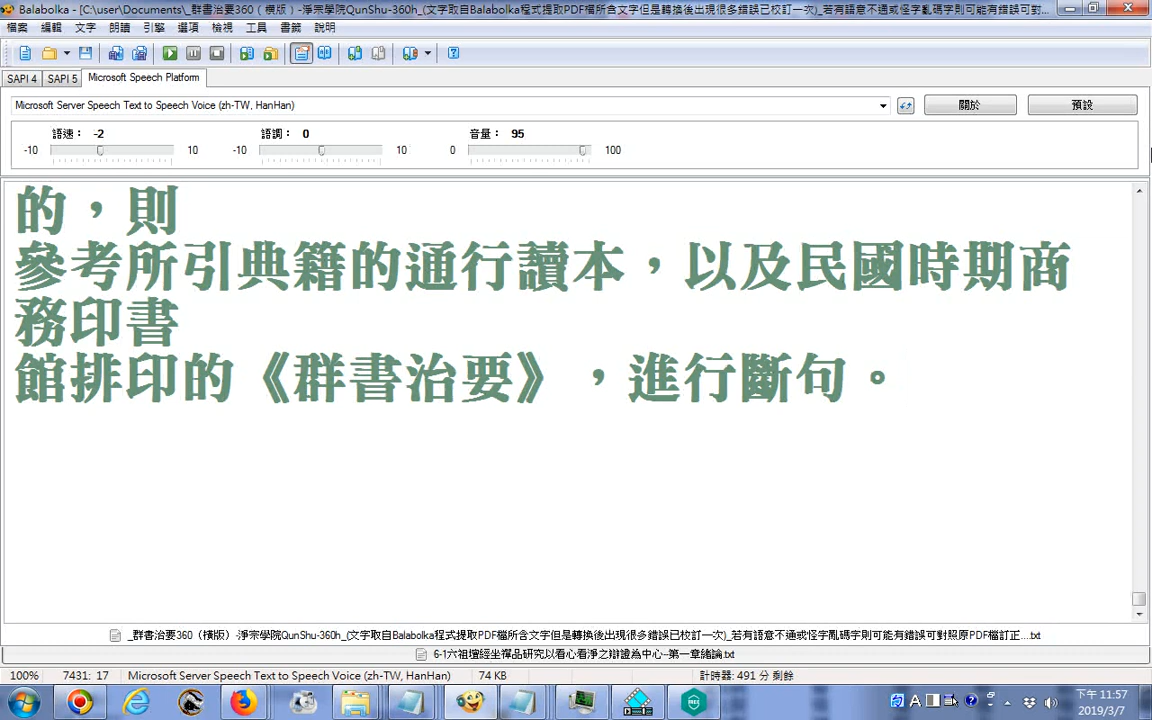 Balabolka - [C:\user\Documents\_群書治要360（橫版）-淨宗學院QunShu-360h_(文字取自Balabolka程式提取PDF檔所含文字但是轉換後出現很多錯誤已校訂一次)_若有語意不通或怪字亂碼字則可能有錯誤可對...
檔案 編輯 文字 朗讀 引擎 選項 檢視 工具 書籤 說明
SAPI 4 SAPI 5 Microsoft Speech Platform
Microsoft Server Speech Text to Speech Voice (zh-TW, HanHan) 關於 預設
語速： -2 語調： 0 音量： 95
-10 10 -10 10 0 100
的，則
參考所引典籍的通行讀本，以及民國時期商
務印書
館排印的《群書治要》，進行斷句。
_群書治要360（橫版）-淨宗學院QunShu-360h_(文字取自Balabolka程式提取PDF檔所含文字但是轉換後出現很多錯誤已校訂一次)_若有語意不通或怪字亂碼字則可能有錯誤可對照原PDF檔訂正....txt
6-1六祖壇經坐禪品研究以看心看淨之辯證為中心--第一章緒論.txt
100% 7431: 17 Microsoft Server Speech Text to Speech Voice (zh-TW, HanHan) 74 KB 計時器: 491 分 剩餘
下午 11:57
2019/3/7